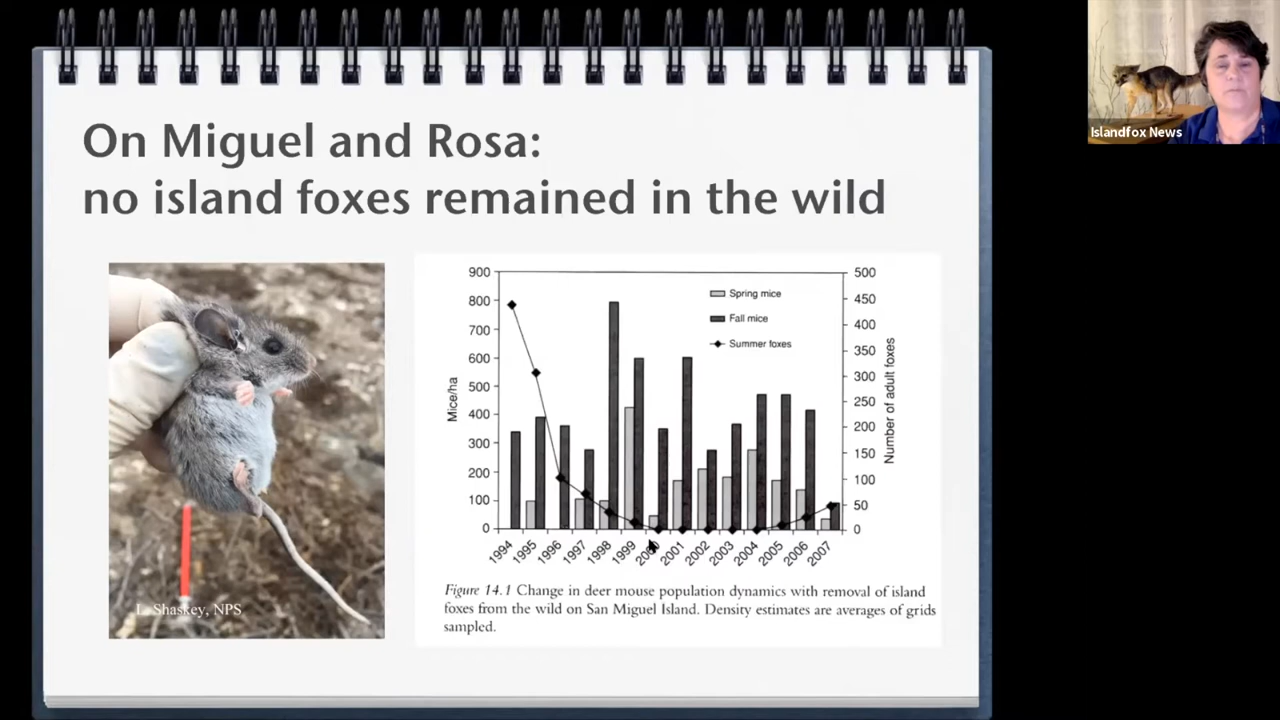 On Miguel and Rosa:
no island foxes remained in the wild
Islandfox News
L. Shaskey, NPS
900
800
700
600
500
400
300
200
100
0
Mice/ha
Spring mice
Fall mice
Summer foxes
500
450
400
350
300
250
200
150
100
50
0
Number of adult foxes
1994
1995
1996
1997
1998
1999
2000
2001
2002
2003
2004
2005
2006
2007
Figure 14.1 Change in deer mouse population dynamics with removal of island
foxes from the wild on San Miguel Island. Density estimates are averages of grids
sampled.